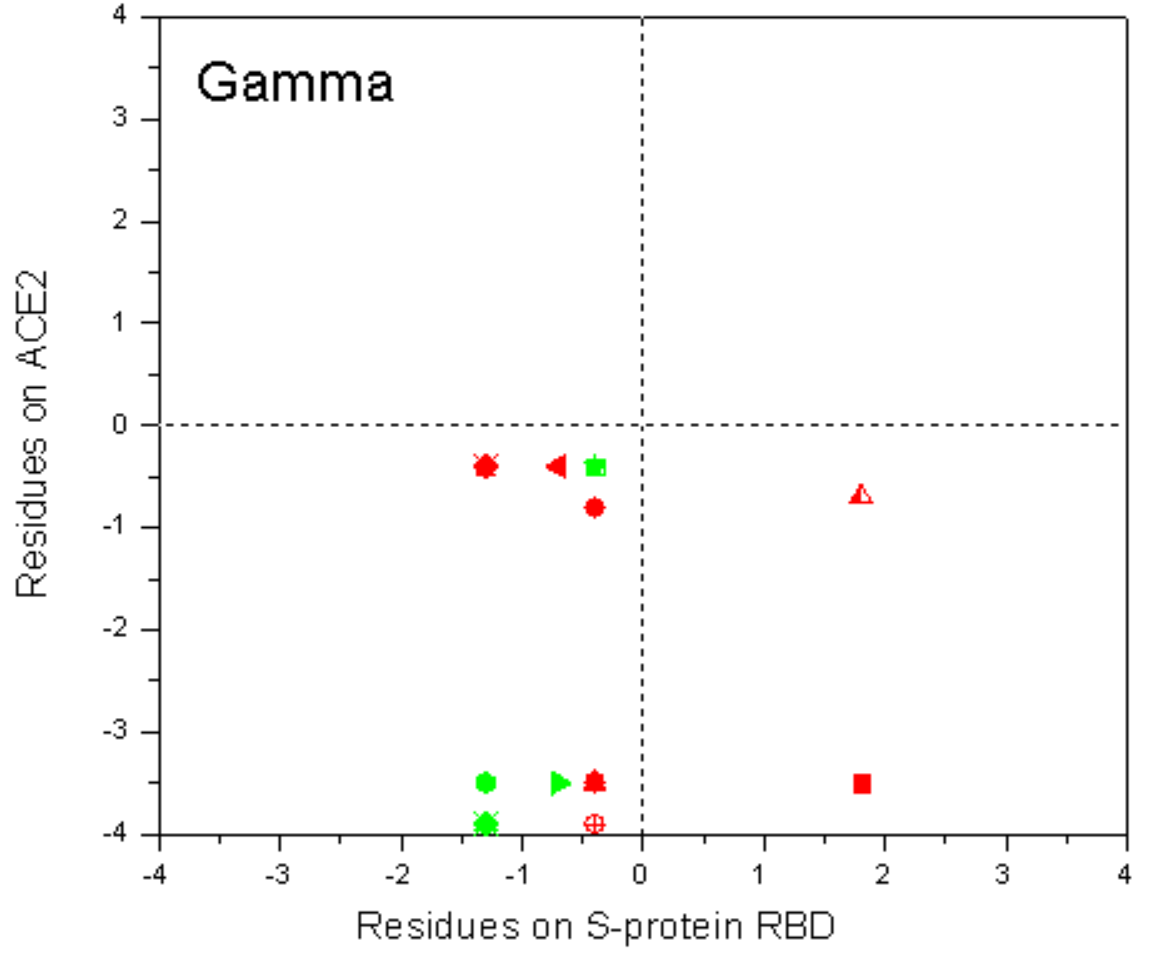 Gamma
4
3
2
1
0
-1
-2
-3
-4
Residues on ACE2
-4 -3 -2 -1 0 1 2 3 4
Residues on S-protein RBD